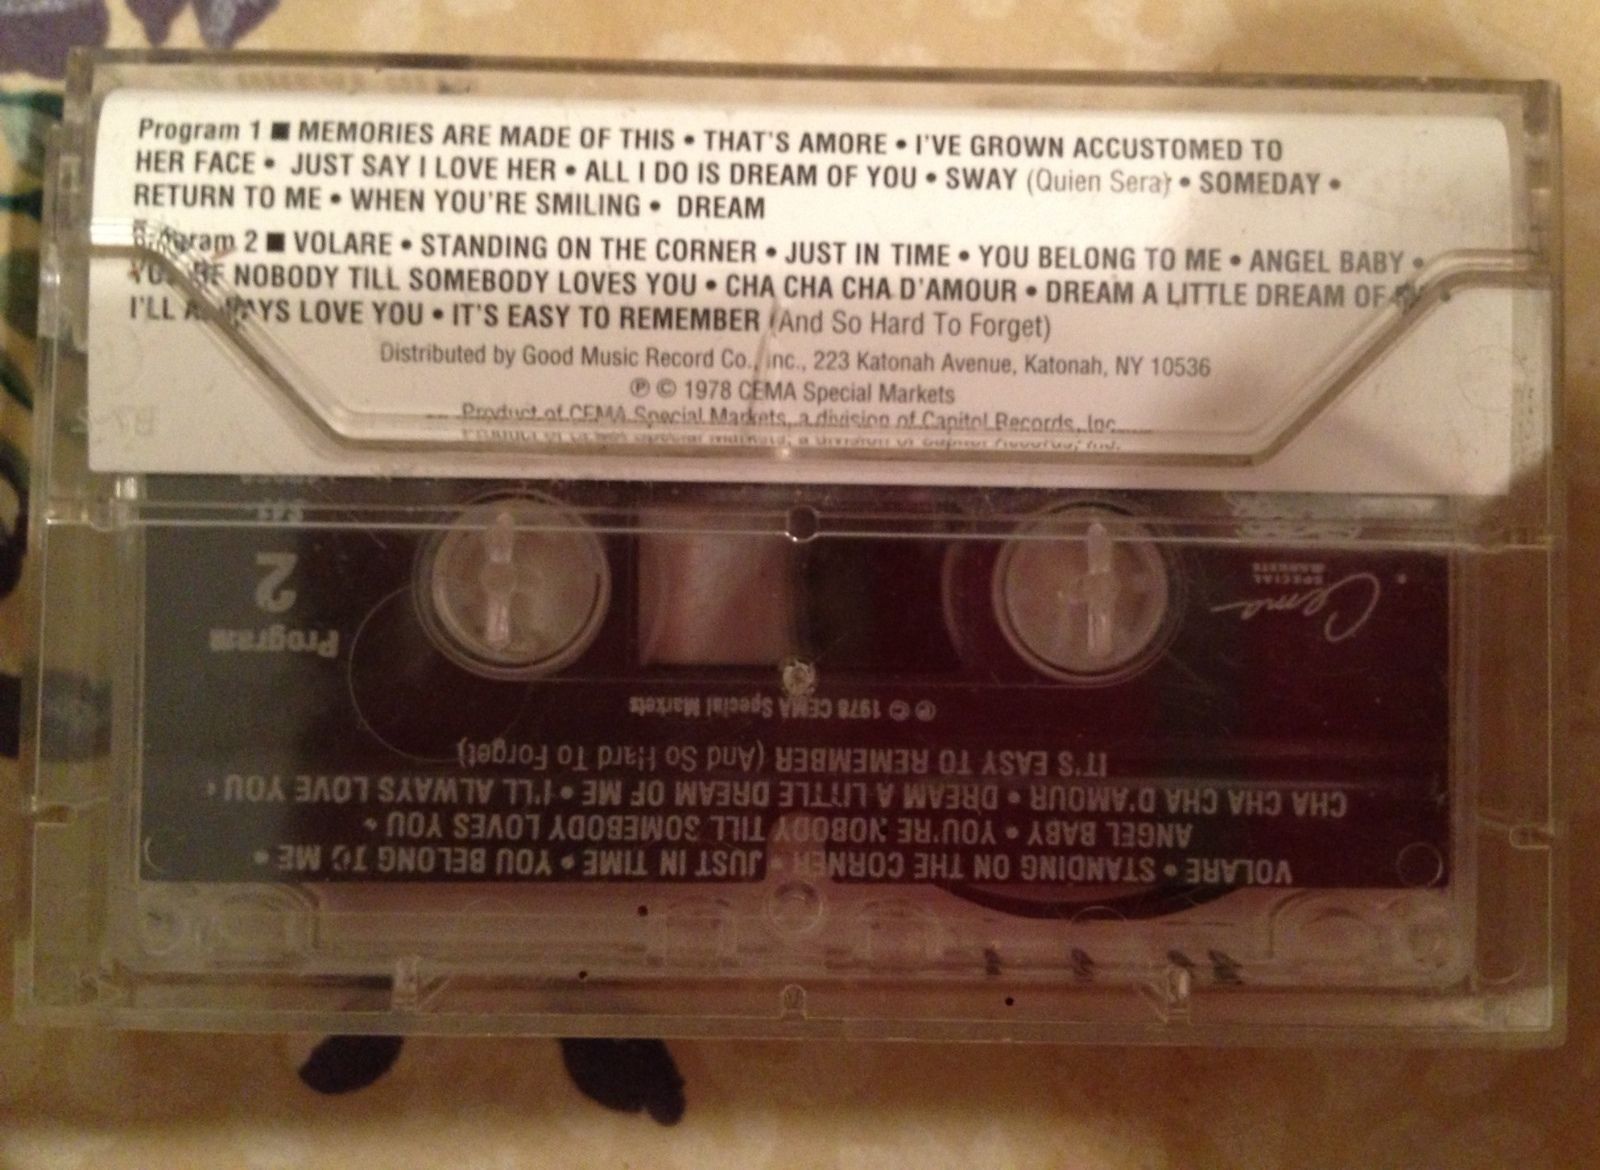 Program 1 ■ MEMORIES ARE MADE OF THIS • THAT'S AMORE • I'VE GROWN ACCUSTOMED TO
HER FACE • JUST SAY I LOVE HER • ALL I DO IS DREAM OF YOU • SWAY (Quien Sera) • SOMEDAY •
RETURN TO ME • WHEN YOU'RE SMILING • DREAM
Program 2 ■ VOLARE • STANDING ON THE CORNER • JUST IN TIME • YOU BELONG TO ME • ANGEL BABY •
YOU'RE NOBODY TILL SOMEBODY LOVES YOU • CHA CHA CHA D'AMOUR • DREAM A LITTLE DREAM OF ME •
I'LL ALWAYS LOVE YOU • IT'S EASY TO REMEMBER (And So Hard To Forget)
Distributed by Good Music Record Co., Inc., 223 Katonah Avenue, Katonah, NY 10536
℗ © 1978 CEMA Special Markets
Product of CEMA Special Markets, a division of Capitol Records, Inc.
VOLARE • STANDING ON THE CORNER • JUST IN TIME • YOU BELONG TO ME •
ANGEL BABY • YOU'RE NOBODY TILL SOMEBODY LOVES YOU •
CHA CHA CHA D'AMOUR • DREAM A LITTLE DREAM OF ME • I'LL ALWAYS LOVE YOU •
IT'S EASY TO REMEMBER (And So Hard To Forget)
℗ © 1978 CEMA Special Markets
Program
2
Cema
SPECIAL
MARKETS